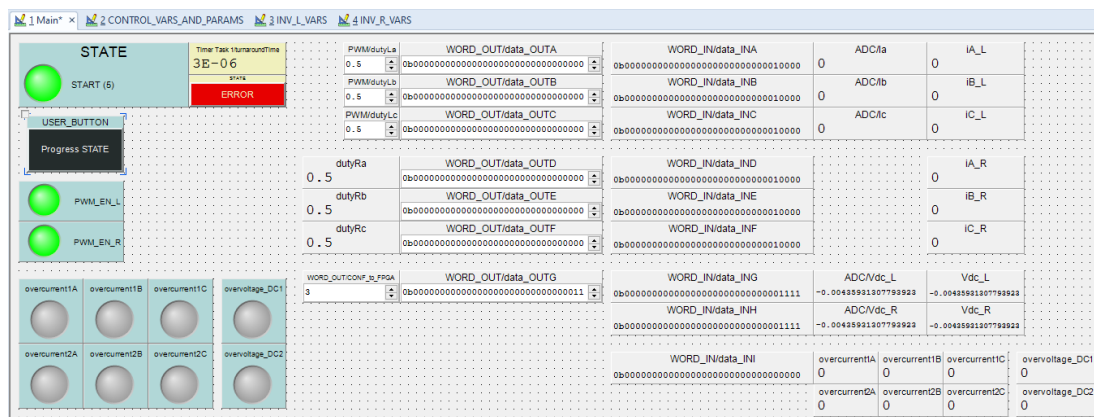 1 Main* × 2 CONTROL_VARS_AND_PARAMS 3 INV_L_VARS 4 INV_R_VARS
STATE
START (5)
Timer Task 1/turnaroundTime
3E-06
STATE
ERROR
USER_BUTTON
Progress STATE
PWM_EN_L
PWM_EN_R
overcurrent1A overcurrent1B overcurrent1C overvoltage_DC1
overcurrent2A overcurrent2B overcurrent2C overvoltage_DC2
PWM/dutyLa WORD_OUT/data_OUTA WORD_IN/data_INA ADC/Ia iA_L
0.5 0b00000000000000000000000000000000 0b00000000000000000000000000010000 0 0
PWM/dutyLb WORD_OUT/data_OUTB WORD_IN/data_INB ADC/Ib iB_L
0.5 0b00000000000000000000000000000000 0b00000000000000000000000000010000 0 0
PWM/dutyLc WORD_OUT/data_OUTC WORD_IN/data_INC ADC/Ic iC_L
0.5 0b00000000000000000000000000000000 0b00000000000000000000000000010000 0 0
dutyRa WORD_OUT/data_OUTD WORD_IN/data_IND iA_R
0.5 0b00000000000000000000000000000000 0b00000000000000000000000000010000 0
dutyRb WORD_OUT/data_OUTE WORD_IN/data_INE iB_R
0.5 0b00000000000000000000000000000000 0b00000000000000000000000000010000 0
dutyRc WORD_OUT/data_OUTF WORD_IN/data_INF iC_R
0.5 0b00000000000000000000000000000000 0b00000000000000000000000000010000 0
WORD_OUT/CONF_to_FPGA WORD_OUT/data_OUTG WORD_IN/data_ING ADC/Vdc_L Vdc_L
3 0b00000000000000000000000000000011 0b00000000000000000000000000001111 -0.00435931307793923 -0.00435931307793923
WORD_IN/data_INH ADC/Vdc_R Vdc_R
0b00000000000000000000000000001111 -0.00435931307793923 -0.00435931307793923
WORD_IN/data_INI overcurrent1A overcurrent1B overcurrent1C overvoltage_DC1
0b00000000000000000000000000000000 0 0 0 0
overcurrent2A overcurrent2B overcurrent2C overvoltage_DC2
0 0 0 0